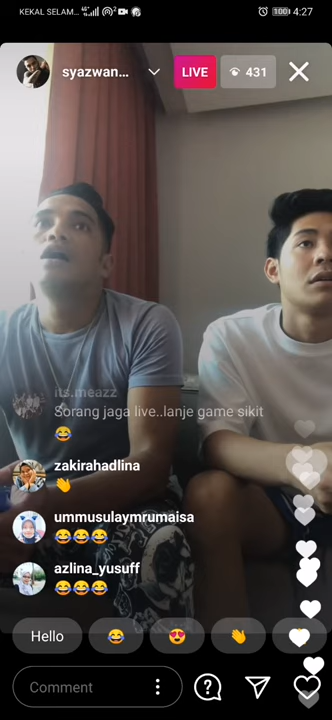 KEKAL SELAM... 100 4:27
syazwan... LIVE 431
its.meazz
Sorang jaga live..lanje game sikit
😂
zakirahadlina
👏
ummusulaymrumaisa
😂😂😂
azlina_yusuff
😂😂😂
Hello 😂 😍 👏
Comment